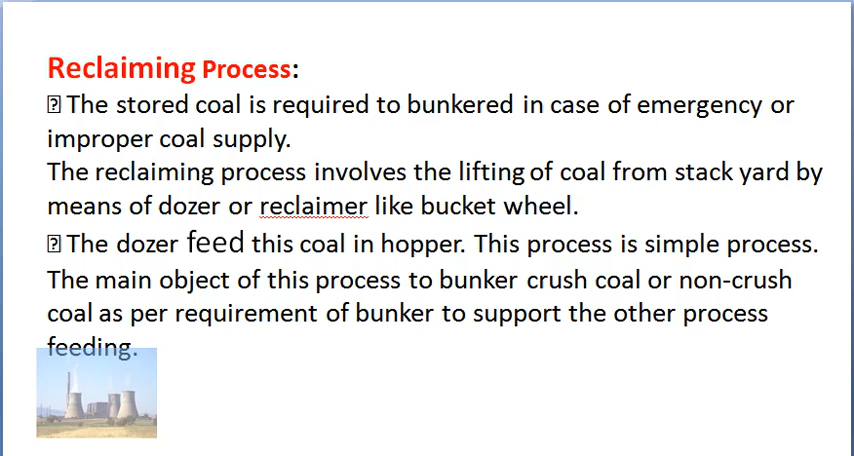 Reclaiming Process:
⍰ The stored coal is required to bunkered in case of emergency or
improper coal supply.
The reclaiming process involves the lifting of coal from stack yard by
means of dozer or reclaimer like bucket wheel.
⍰ The dozer feed this coal in hopper. This process is simple process.
The main object of this process to bunker crush coal or non-crush
coal as per requirement of bunker to support the other process
feeding.